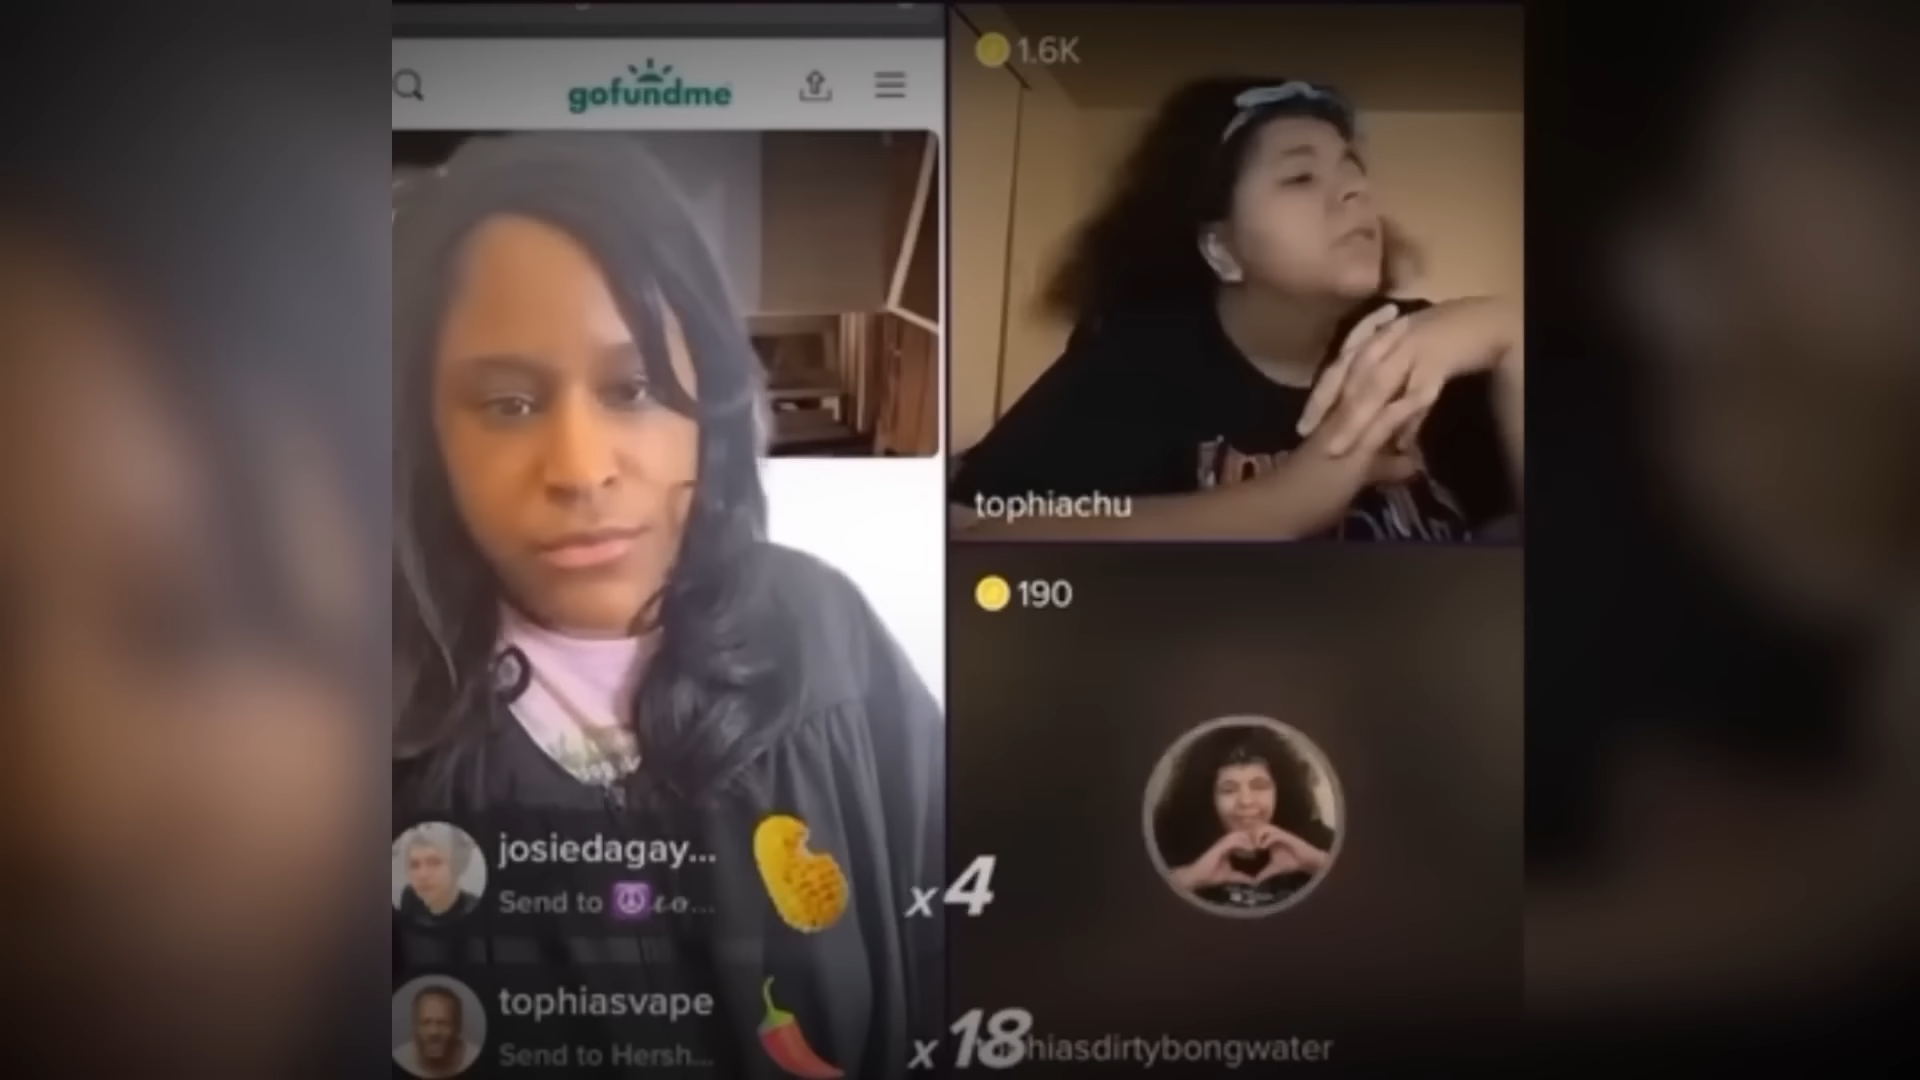 gofundme
1.6K
tophiachu
190
josiedagay...
Send to
x4
tophiasvape
Send to Hersh...
x18
hiasdirtybongwater